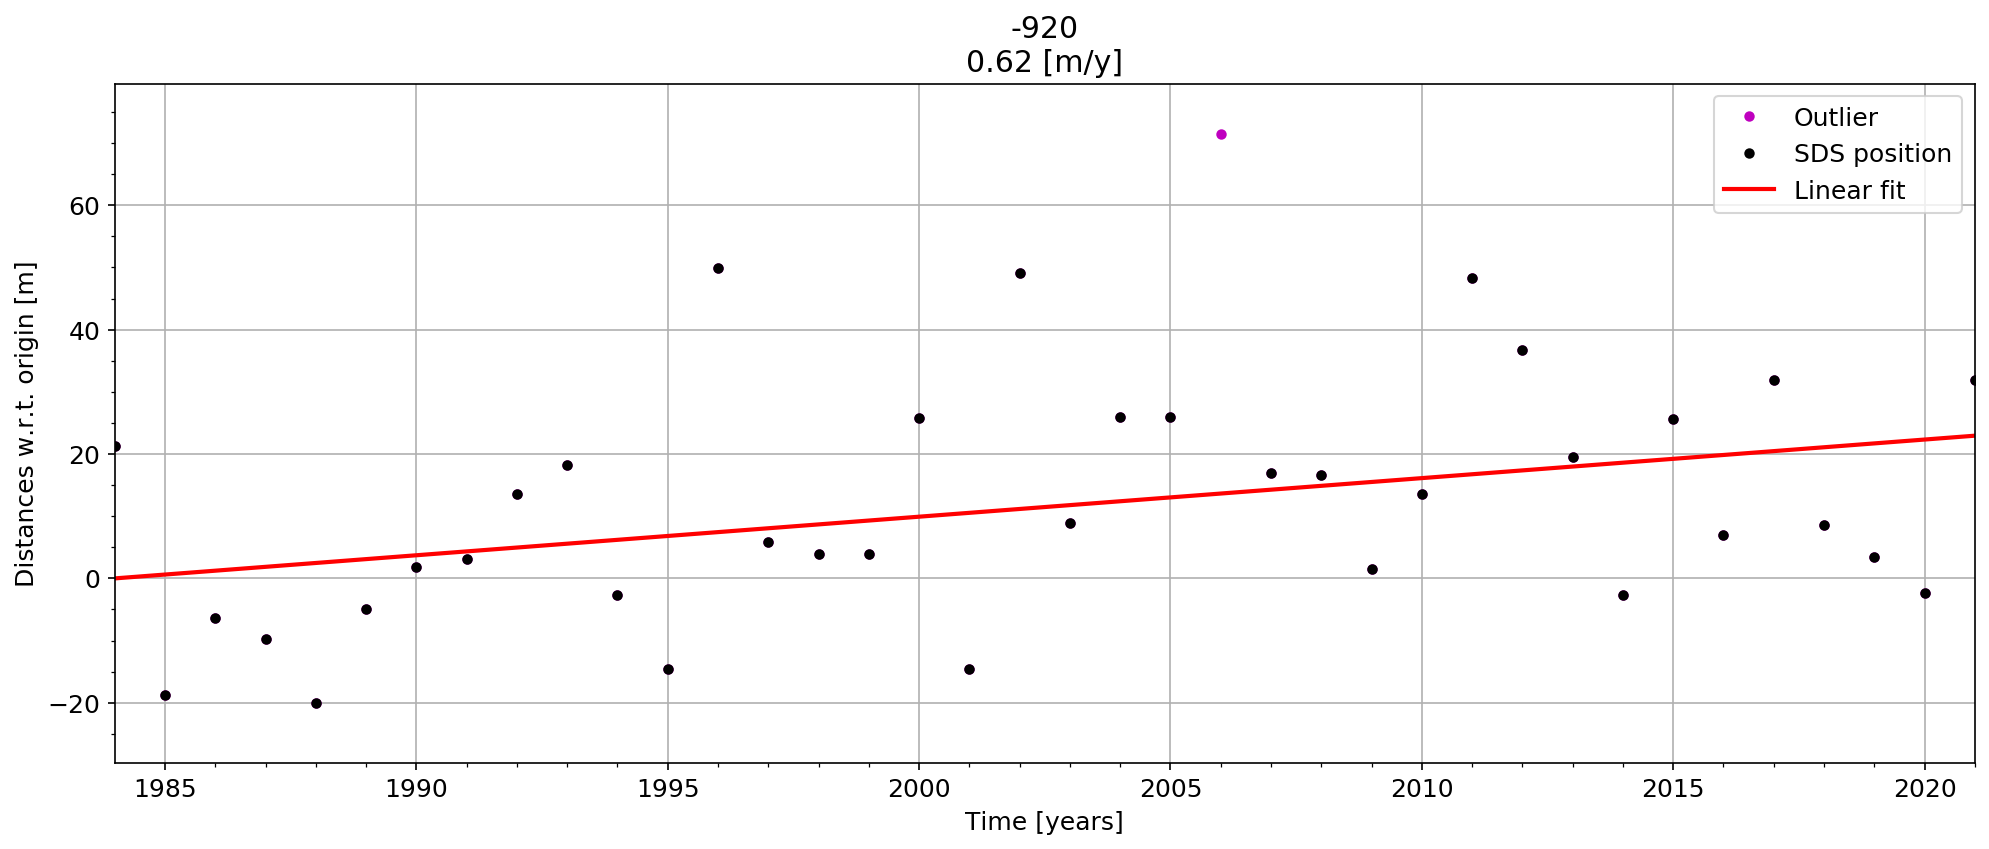 -920
0.62 [m/y]
Outlier
SDS position
Linear fit
Distances w.r.t. origin [m]
60
40
20
0
−20
1985 1990 1995 2000 2005 2010 2015 2020
Time [years]